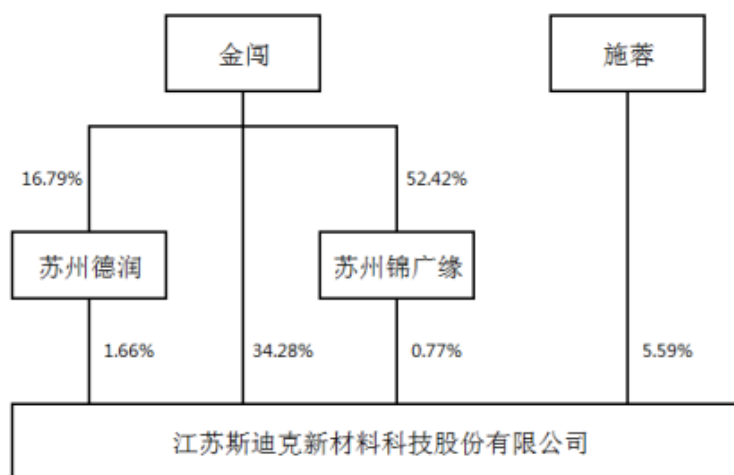 金闯
施蓉
16.79%
52.42%
苏州德润
苏州锦广缘
1.66%
34.28%
0.77%
5.59%
江苏斯迪克新材料科技股份有限公司